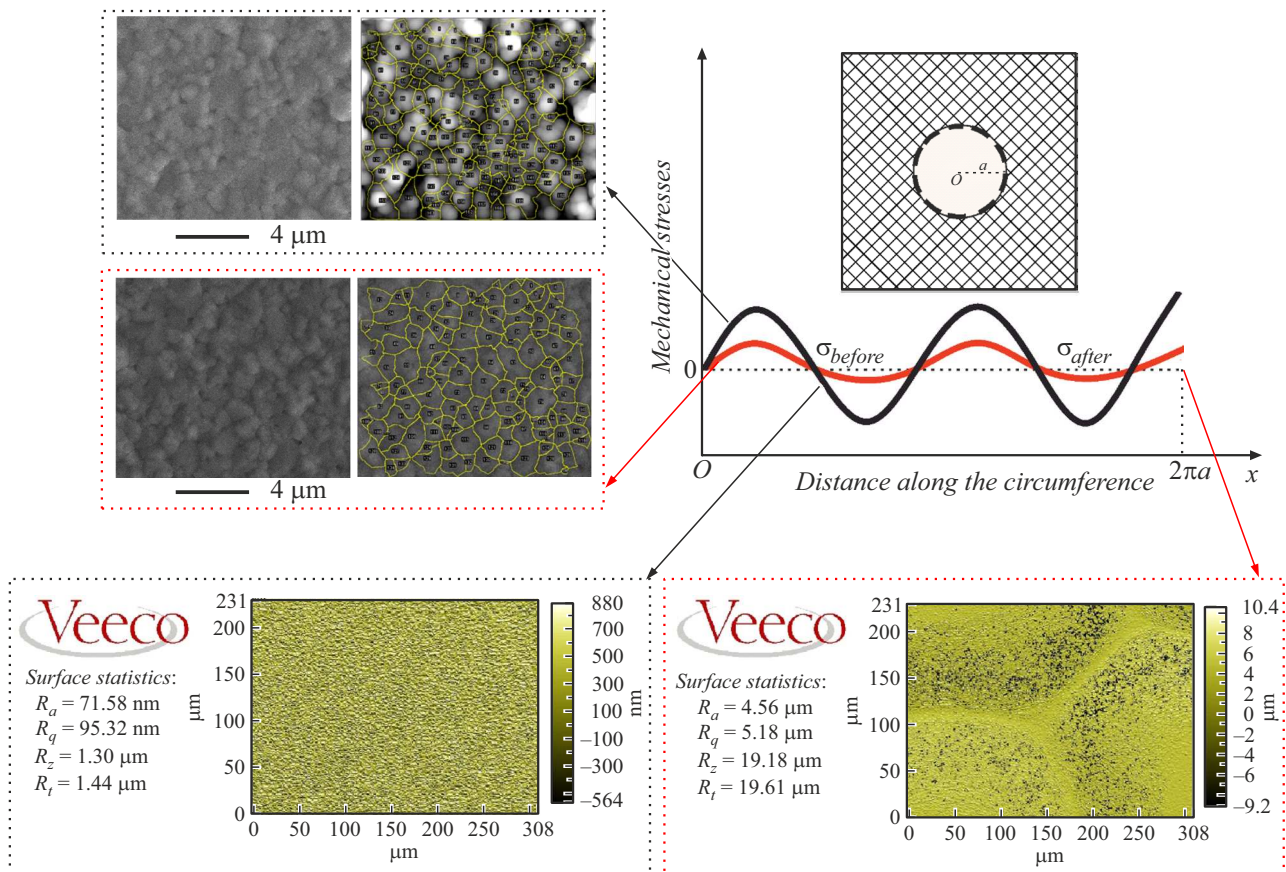 4 μm
4 μm
Mechanical stresses
0
O
a
σbefore
σafter
O
Distance along the circumference
2πa
x
Veeco
Surface statistics:
Ra = 71.58 nm
Rq = 95.32 nm
Rz = 1.30 μm
Rt = 1.44 μm
μm
231
200
150
100
50
0
0
50
100
150
200
250
308
μm
880
700
500
300
100
–100
–300
–564
nm
Veeco
Surface statistics:
Ra = 4.56 μm
Rq = 5.18 μm
Rz = 19.18 μm
Rt = 19.61 μm
μm
231
200
150
100
50
0
0
50
100
150
200
250
308
μm
10.4
8
6
4
2
0
–2
–4
–6
–9.2
μm